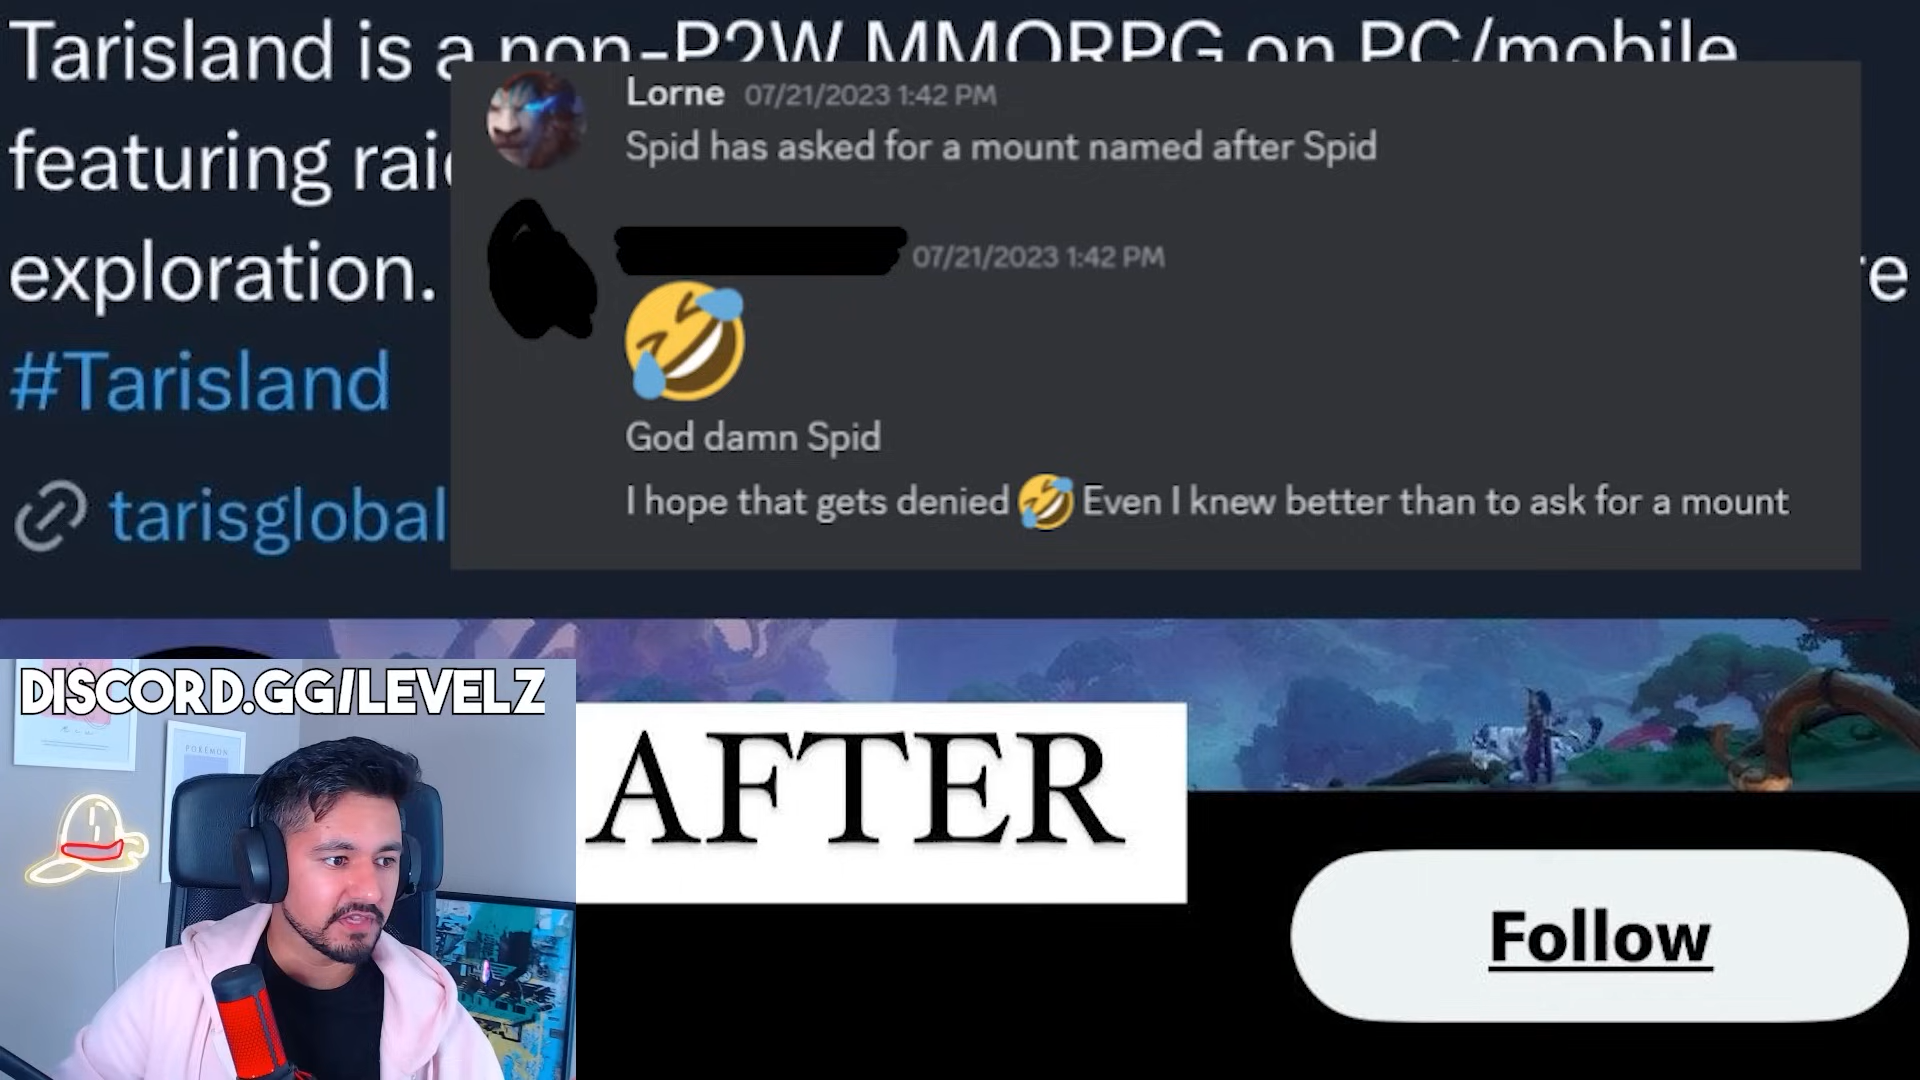 Tarisland is a non-P2W MMORPG on PC/mobile
featuring
exploration.
#Tarisland
tarisglobal
Lorne 07/21/2023 1:42 PM
Spid has asked for a mount named after Spid
07/21/2023 1:42 PM
🤣
God damn Spid
I hope that gets denied 🤣 Even I knew better than to ask for a mount
DISCORD.GG/LEVELZ
POKÉMON
AFTER
Follow